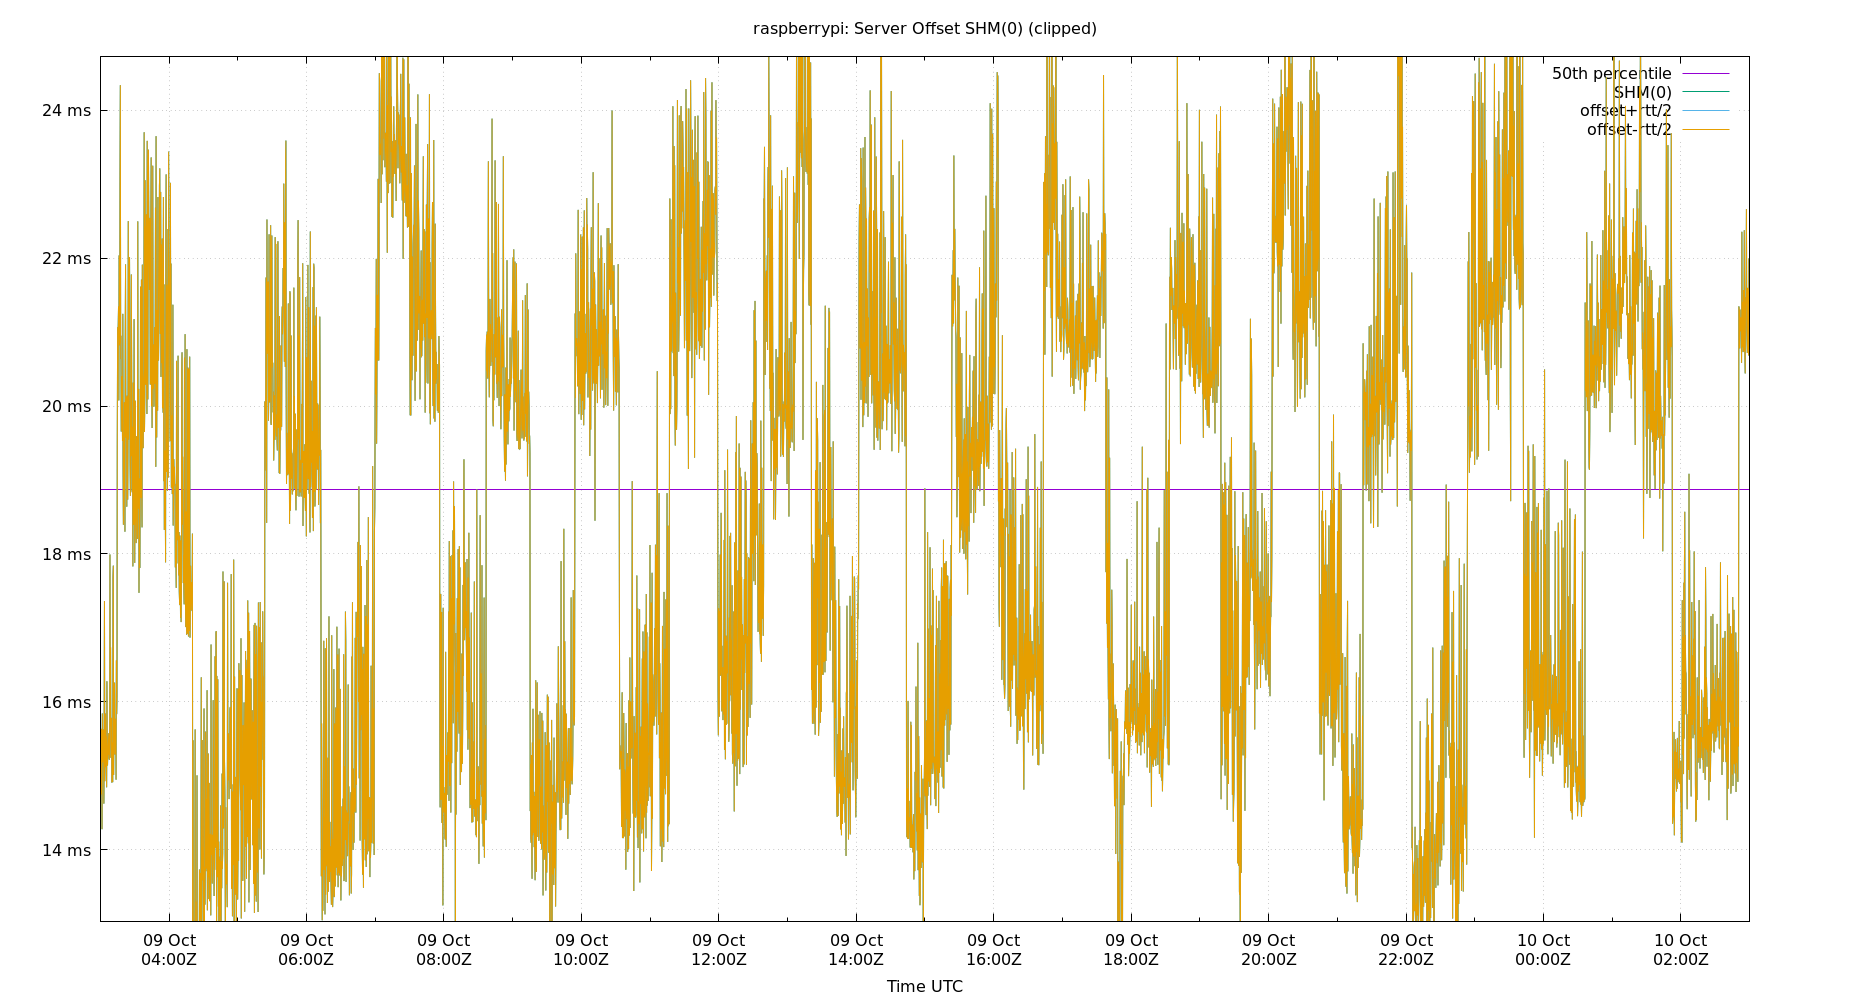 raspberrypi: Server Offset SHM(0) (clipped)
50th percentile
SHM(0)
offset+rtt/2
offset-rtt/2
24 ms
22 ms
20 ms
18 ms
16 ms
14 ms
09 Oct 09 Oct 09 Oct 09 Oct 09 Oct 09 Oct 09 Oct 09 Oct 09 Oct 09 Oct 10 Oct 10 Oct
04:00Z 06:00Z 08:00Z 10:00Z 12:00Z 14:00Z 16:00Z 18:00Z 20:00Z 22:00Z 00:00Z 02:00Z
Time UTC